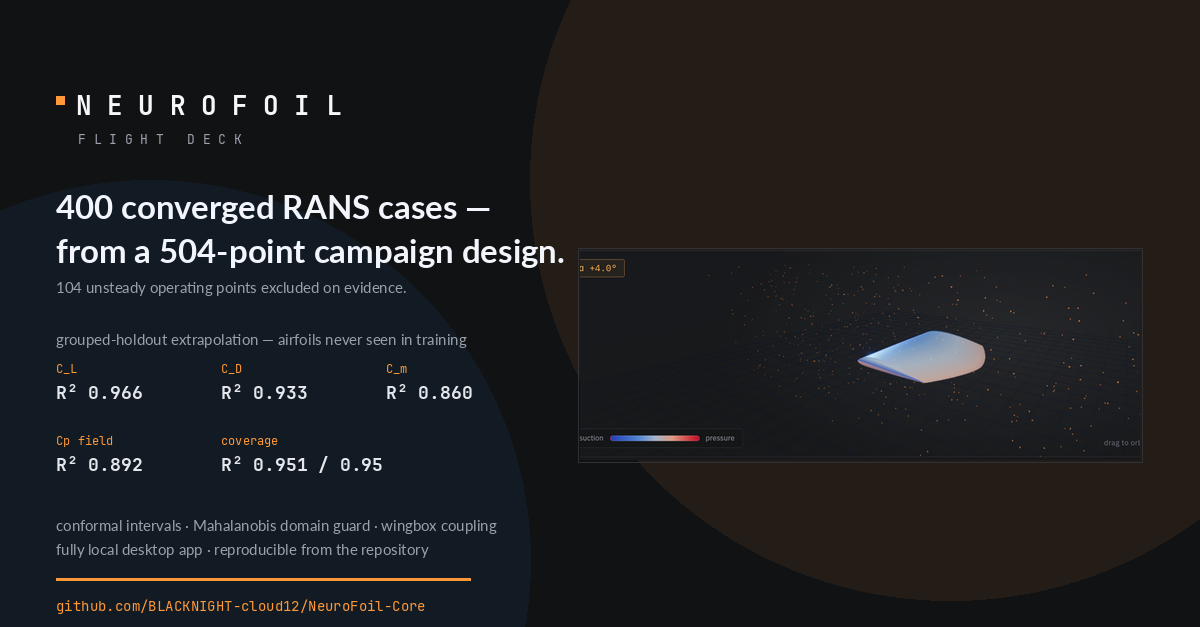 NEUROFOIL
FLIGHT DECK
400 converged RANS cases —
from a 504-point campaign design.
104 unsteady operating points excluded on evidence.
grouped-holdout extrapolation — airfoils never seen in training
C_L C_D C_m
R² 0.966 R² 0.933 R² 0.860
Cp field coverage
R² 0.892 R² 0.951 / 0.95
conformal intervals · Mahalanobis domain guard · wingbox coupling
fully local desktop app · reproducible from the repository
github.com/BLACKNIGHT-cloud12/NeuroFoil-Core
α +4.0°
suction pressure
drag to or